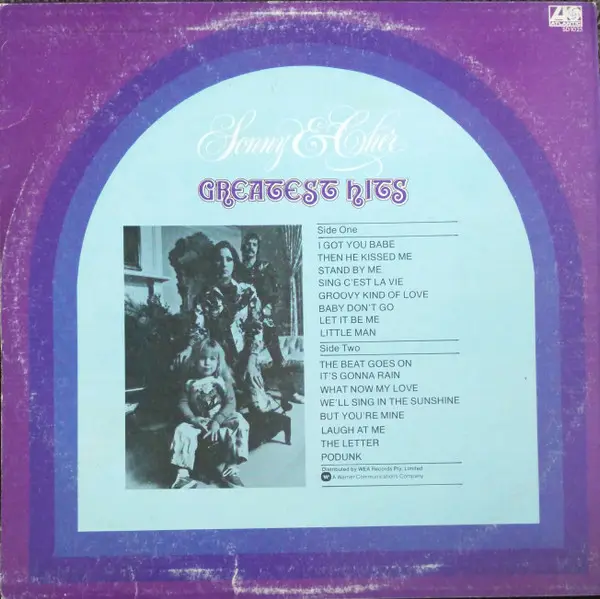 ATLANTIC
SD 1023
Sonny & Cher
GREATEST HITS
Side One
I GOT YOU BABE
THEN HE KISSED ME
STAND BY ME
SING C'EST LA VIE
GROOVY KIND OF LOVE
BABY DON'T GO
LET IT BE ME
LITTLE MAN
Side Two
THE BEAT GOES ON
IT'S GONNA RAIN
WHAT NOW MY LOVE
WE'LL SING IN THE SUNSHINE
BUT YOU'RE MINE
LAUGH AT ME
THE LETTER
PODUNK
Distributed by WEA Records Pty. Limited
A Warner Communications Company